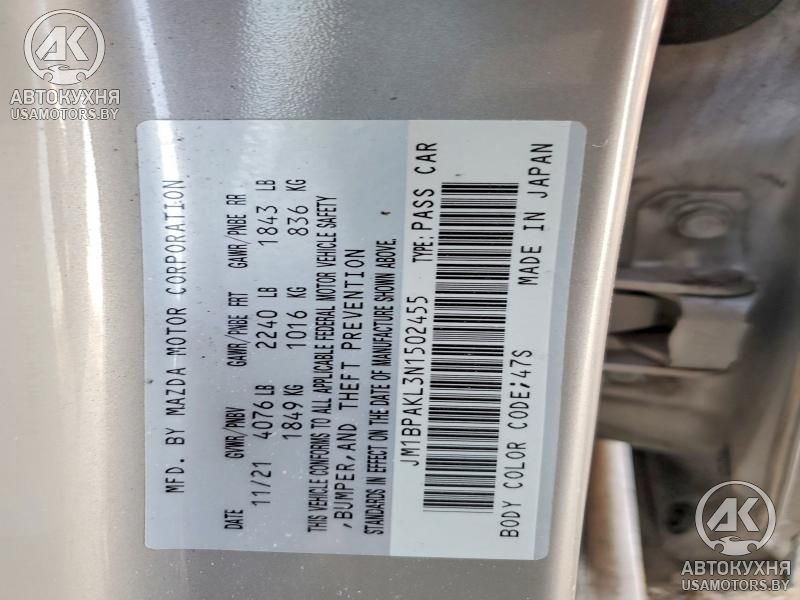 AK
АВТОКУХНЯ
USAMOTORS.BY
MFD. BY MAZDA MOTOR CORPORATION
DATE GVWR/PNBV GAWR/PNBE FRT GAWR/PNBE RR
11/21 4076 LB 2240 LB 1843 LB
1849 KG 1016 KG 836 KG
THIS VEHICLE CONFORMS TO ALL APPLICABLE FEDERAL MOTOR VEHICLE SAFETY
,BUMPER,AND THEFT PREVENTION
STANDARDS IN EFFECT ON THE DATE OF MANUFACTURE SHOWN ABOVE.
JM1BPAKL3N1502455 TYPE: PASS CAR
BODY COLOR CODE;47S MADE IN JAPAN
AK
АВТОКУХНЯ
USAMOTORS.BY